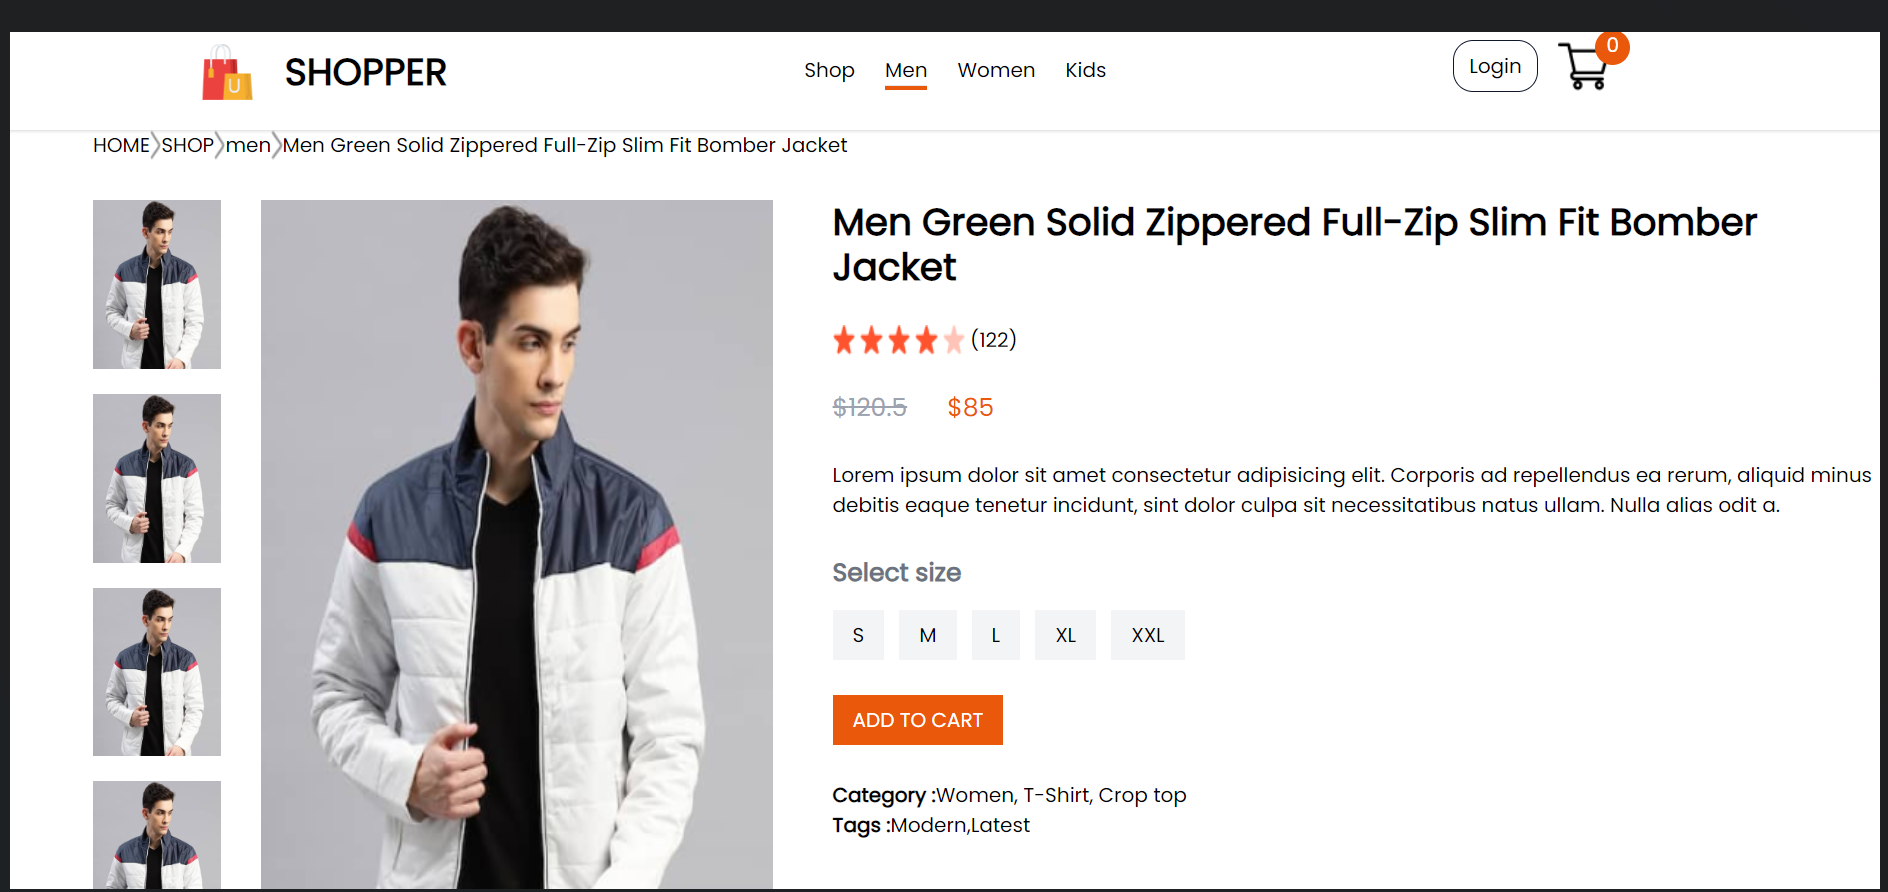 U
SHOPPER
Shop Men Women Kids
Login
0
HOME SHOP men Men Green Solid Zippered Full-Zip Slim Fit Bomber Jacket
Men Green Solid Zippered Full-Zip Slim Fit Bomber
Jacket
(122)
$120.5 $85
Lorem ipsum dolor sit amet consectetur adipisicing elit. Corporis ad repellendus ea rerum, aliquid minus
debitis eaque tenetur incidunt, sint dolor culpa sit necessitatibus natus ullam. Nulla alias odit a.
Select size
S M L XL XXL
ADD TO CART
Category :Women, T-Shirt, Crop top
Tags :Modern,Latest